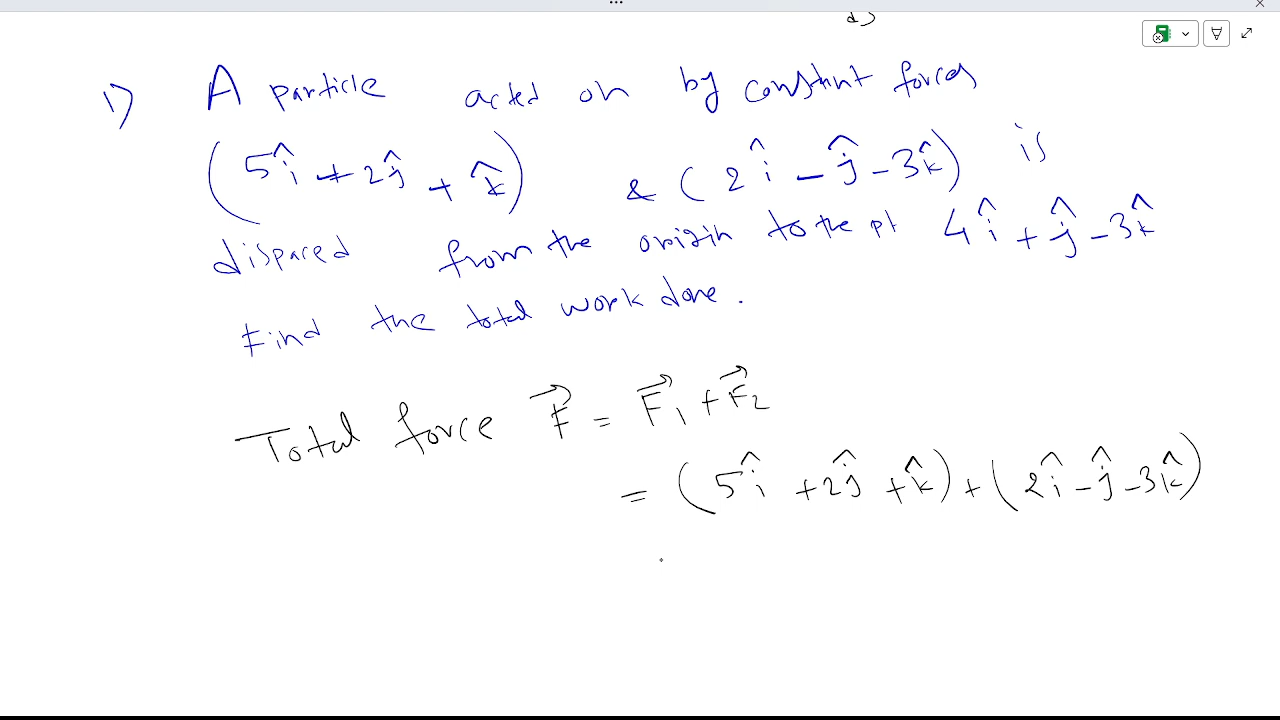 1) A particle acted on by constant forces
(5î + 2ĵ + k̂) & (2î - ĵ - 3k̂) is
dispaced from the origin to the pt 4î + ĵ - 3k̂
Find the total work done.
Total force F⃗ = F⃗₁ + F⃗₂
= (5î + 2ĵ + k̂) + (2î - ĵ - 3k̂)